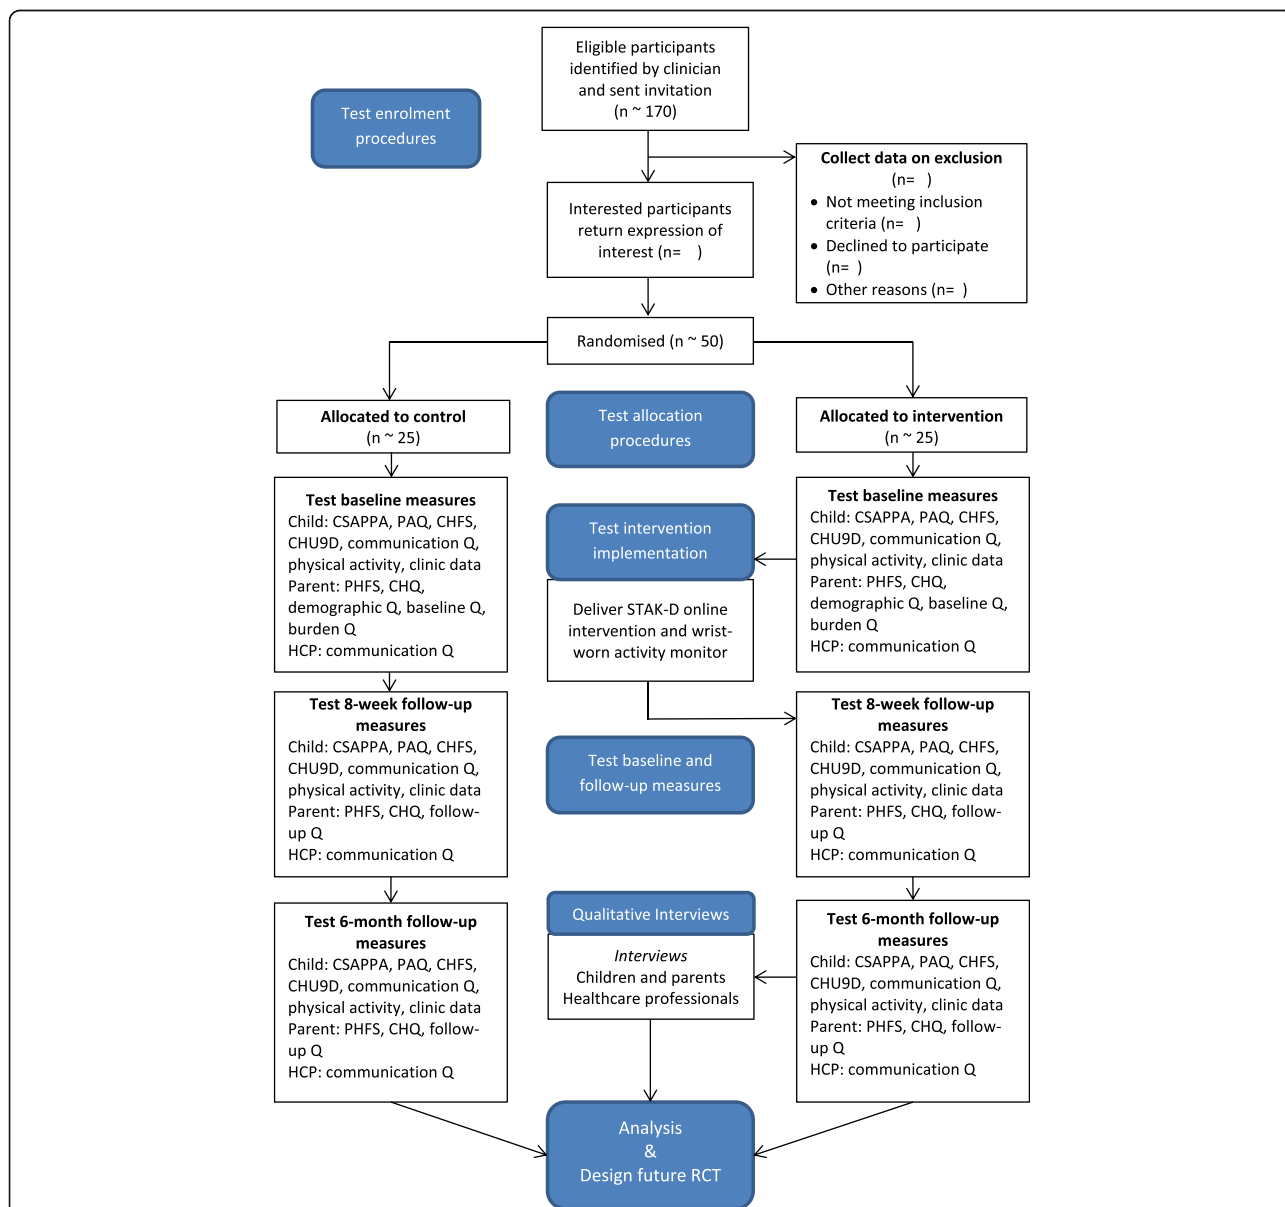 Eligible participants
identified by clinician
and sent invitation
(n ~ 170)
Test enrolment
procedures
Collect data on exclusion
(n=   )
• Not meeting inclusion
criteria (n=   )
• Declined to participate
(n=  )
• Other reasons (n=  )
Interested participants
return expression of
interest (n=    )
Randomised (n ~ 50)
Allocated to control
(n ~ 25)
Test allocation
procedures
Allocated to intervention
(n ~ 25)
Test baseline measures
Child: CSAPPA, PAQ, CHFS,
CHU9D, communication Q,
physical activity, clinic data
Parent: PHFS, CHQ,
demographic Q, baseline Q,
burden Q
HCP: communication Q
Test intervention
implementation
Deliver STAK-D online
intervention and wrist-
worn activity monitor
Test baseline measures
Child: CSAPPA, PAQ, CHFS,
CHU9D, communication Q,
physical activity, clinic data
Parent: PHFS, CHQ,
demographic Q, baseline Q,
burden Q
HCP: communication Q
Test 8-week follow-up
measures
Child: CSAPPA, PAQ, CHFS,
CHU9D, communication Q,
physical activity, clinic data
Parent: PHFS, CHQ, follow-
up Q
HCP: communication Q
Test baseline and
follow-up measures
Test 8-week follow-up
measures
Child: CSAPPA, PAQ, CHFS,
CHU9D, communication Q,
physical activity, clinic data
Parent: PHFS, CHQ, follow-
up Q
HCP: communication Q
Test 6-month follow-up
measures
Child: CSAPPA, PAQ, CHFS,
CHU9D, communication Q,
physical activity, clinic data
Parent: PHFS, CHQ, follow-
up Q
HCP: communication Q
Qualitative Interviews
Interviews
Children and parents
Healthcare professionals
Test 6-month follow-up
measures
Child: CSAPPA, PAQ, CHFS,
CHU9D, communication Q,
physical activity, clinic data
Parent: PHFS, CHQ, follow-
up Q
HCP: communication Q
Analysis
&
Design future RCT